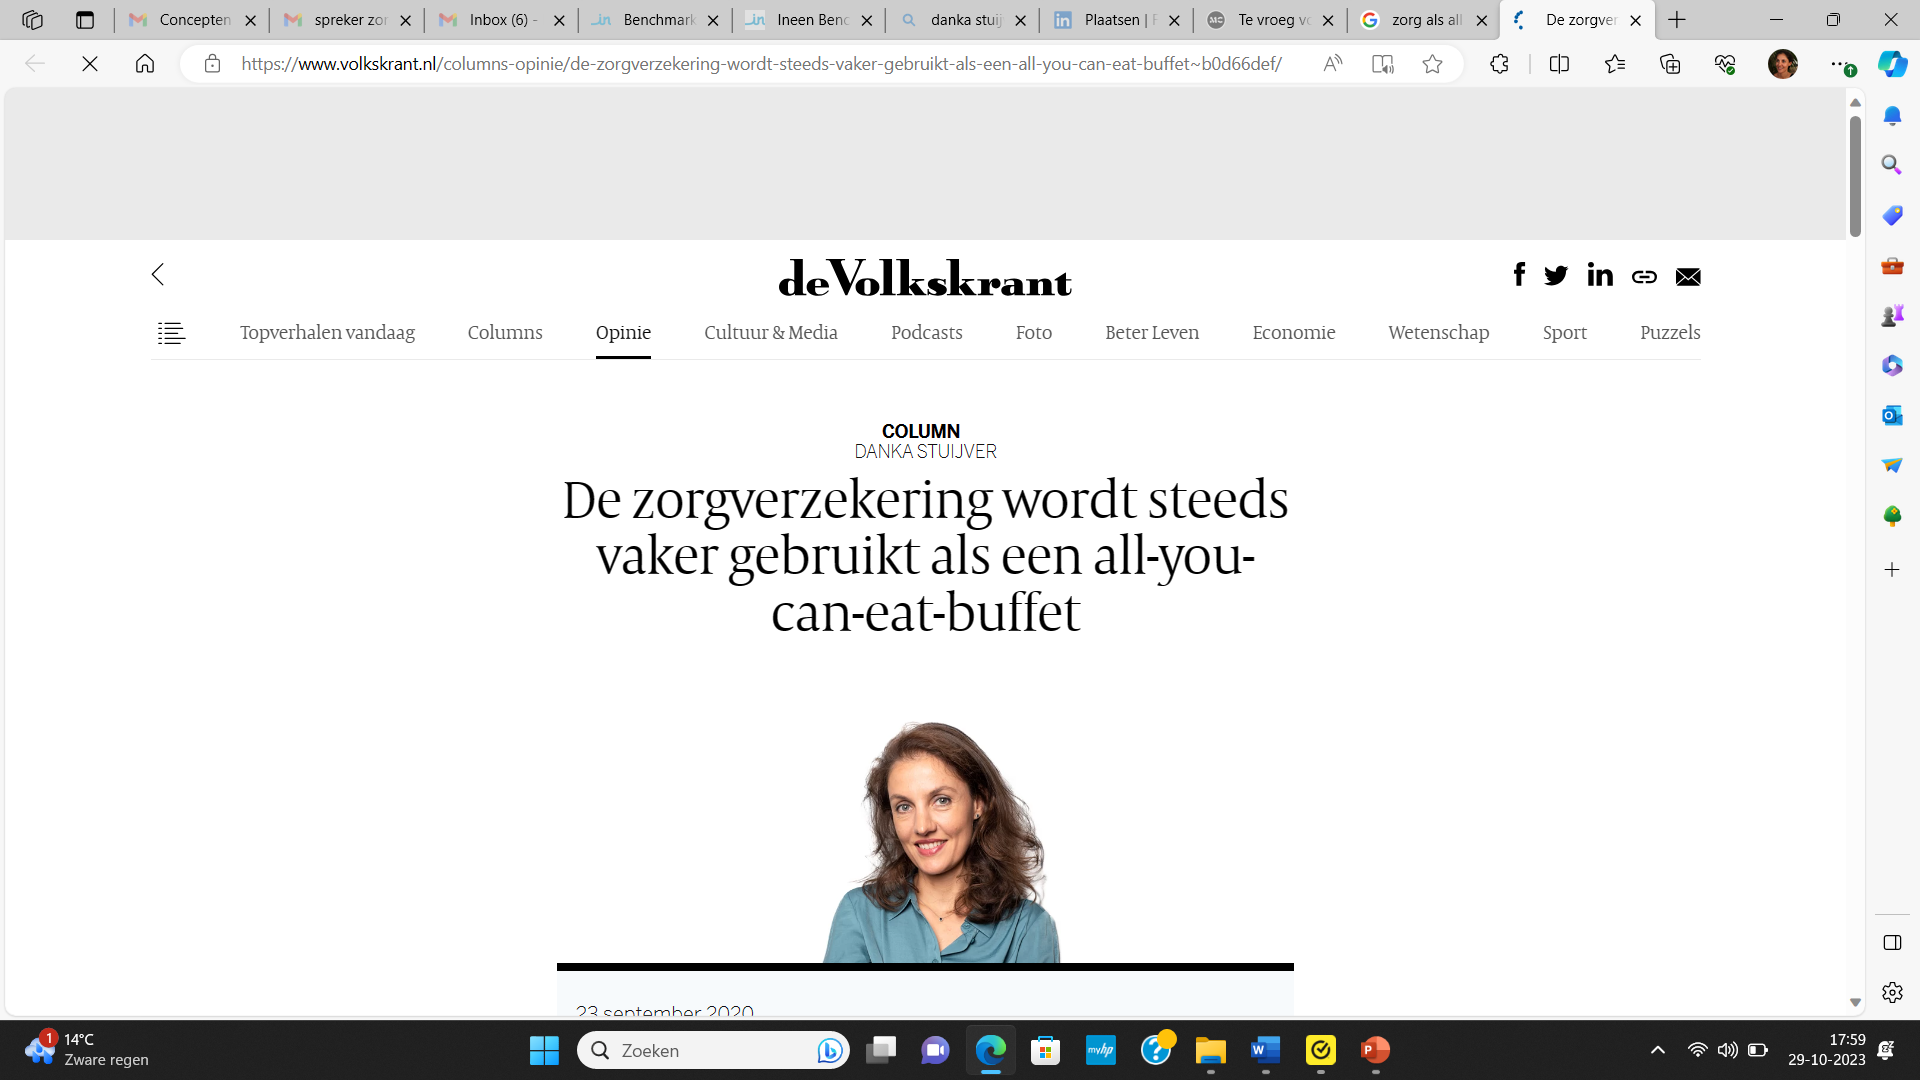 Concepten
spreker zor
Inbox (6) -
Benchmark
Ineen Benc
danka stuij
Plaatsen | F
Te vroeg vo
zorg als all
De zorgver
https://www.volkskrant.nl/columns-opinie/de-zorgverzekering-wordt-steeds-vaker-gebruikt-als-een-all-you-can-eat-buffet~b0d66def/
deVolkskrant
Topverhalen vandaag Columns Opinie Cultuur & Media Podcasts Foto Beter Leven Economie Wetenschap Sport Puzzels
COLUMN
DANKA STUIJVER
De zorgverzekering wordt steeds
vaker gebruikt als een all-you-
can-eat-buffet
23 september 2020
1
14°C
Zware regen
Zoeken
myhp
17:59
29-10-2023